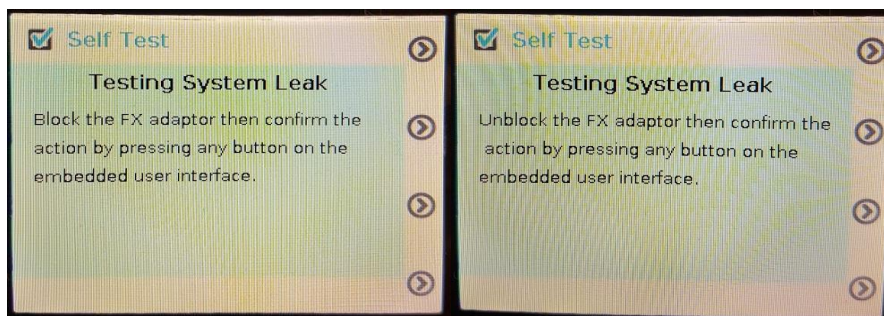 Self Test
Testing System Leak
Block the FX adaptor then confirm the
action by pressing any button on the
embedded user interface.
Self Test
Testing System Leak
Unblock the FX adaptor then confirm the
action by pressing any button on the
embedded user interface.